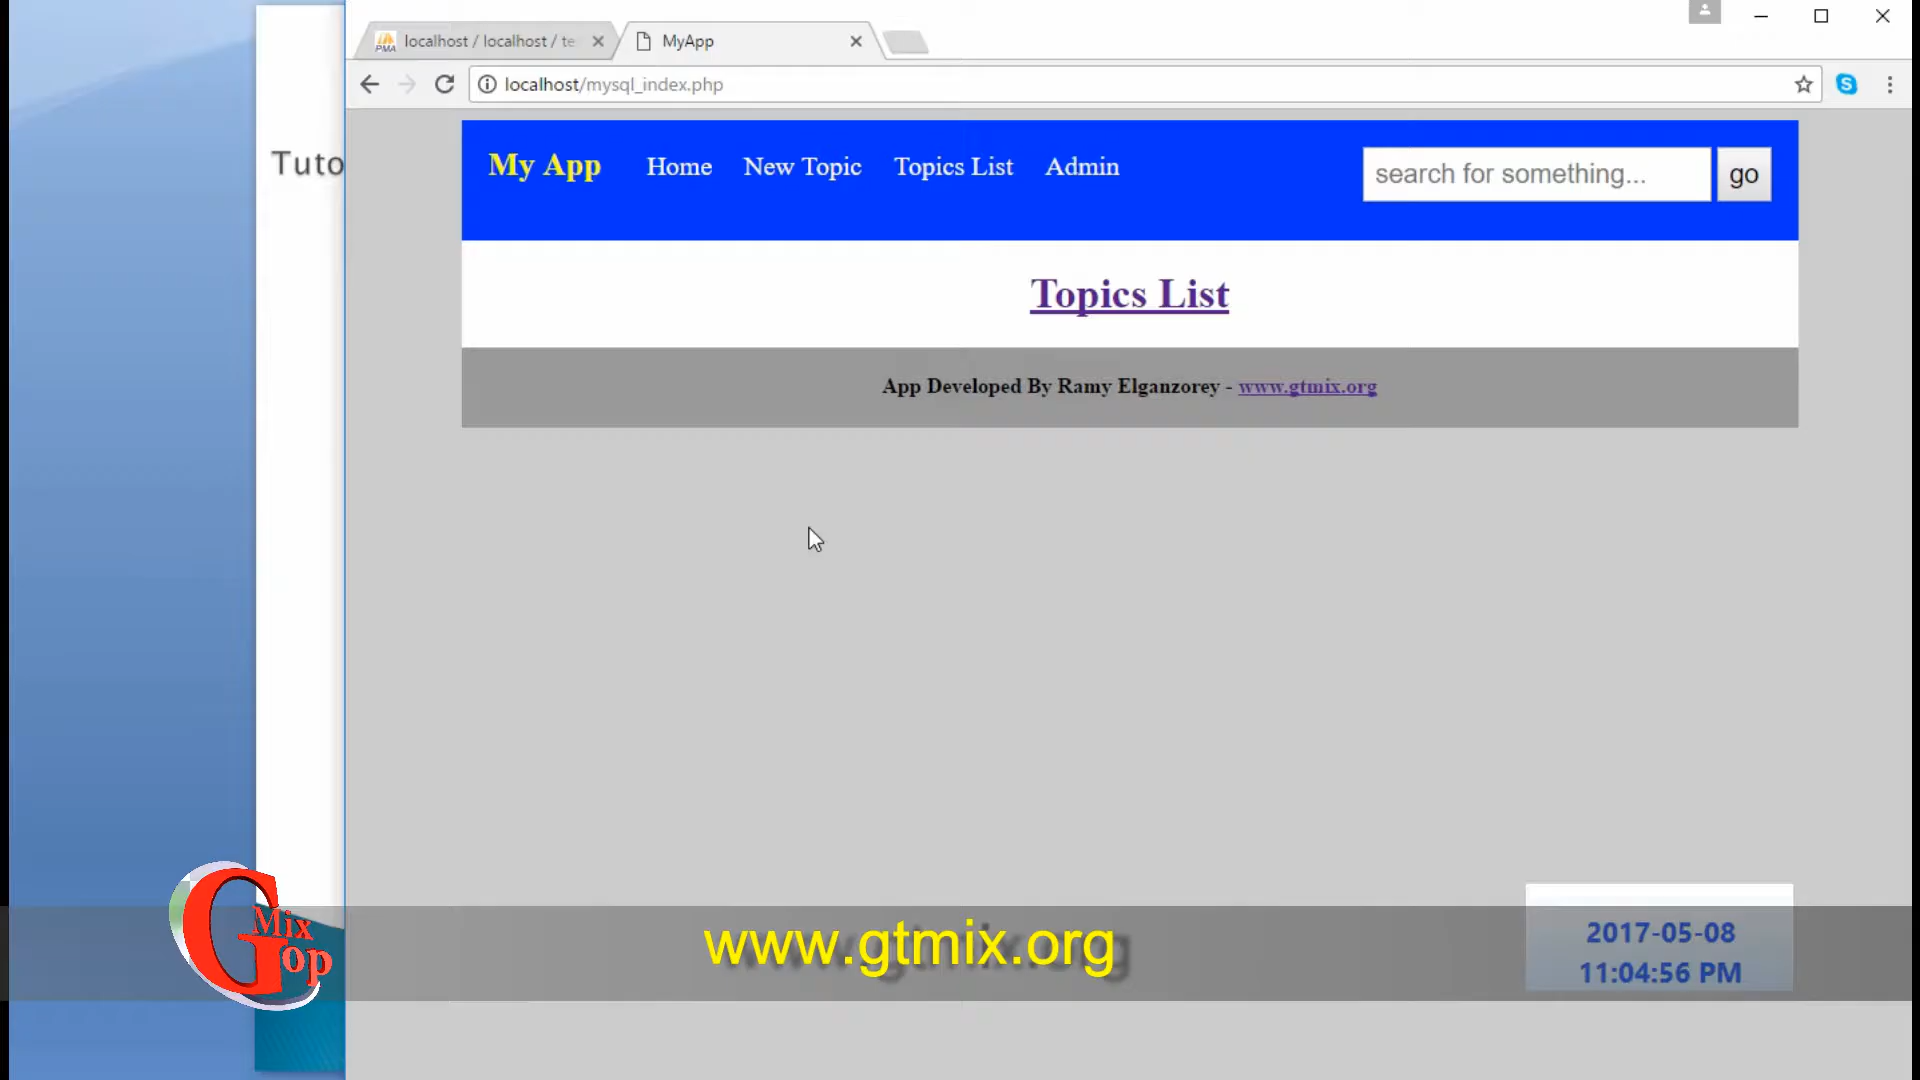 localhost / localhost / te
MyApp
localhost/mysql_index.php
Tuto
My App Home New Topic Topics List Admin
search for something...
go
Topics List
App Developed By Ramy Elganzorey - www.gtmix.org
G Mix
Top
www.gtmix.org
2017-05-08
11:04:56 PM